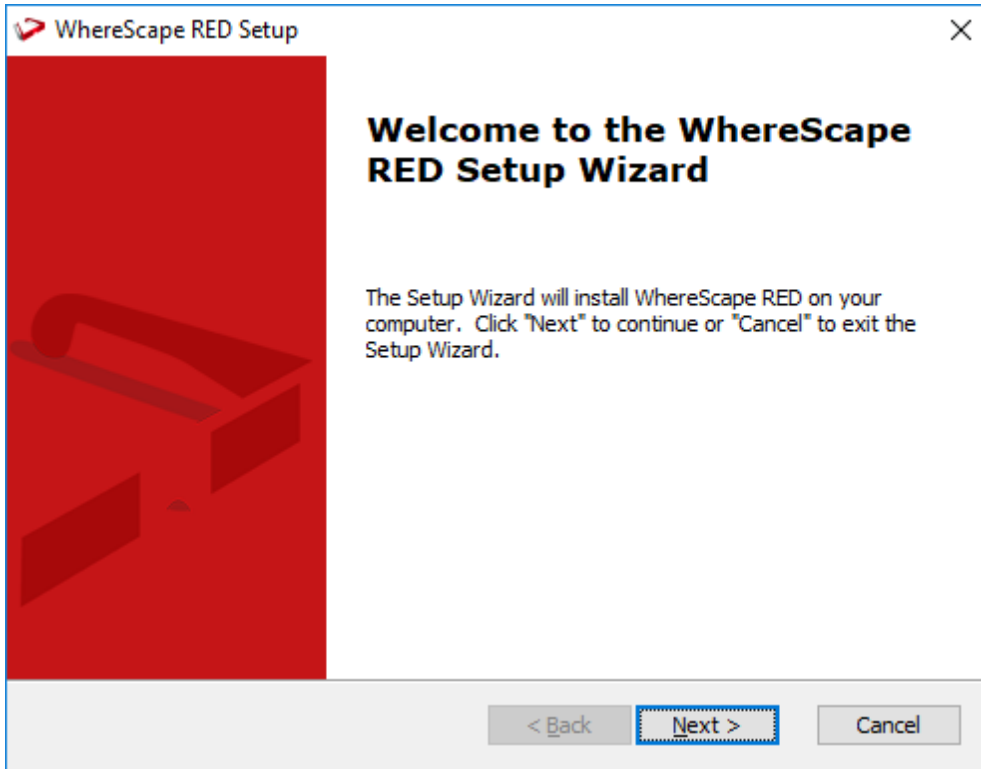 WhereScape RED Setup
Welcome to the WhereScape
RED Setup Wizard
The Setup Wizard will install WhereScape RED on your
computer.  Click "Next" to continue or "Cancel" to exit the
Setup Wizard.
< Back
Next >
Cancel